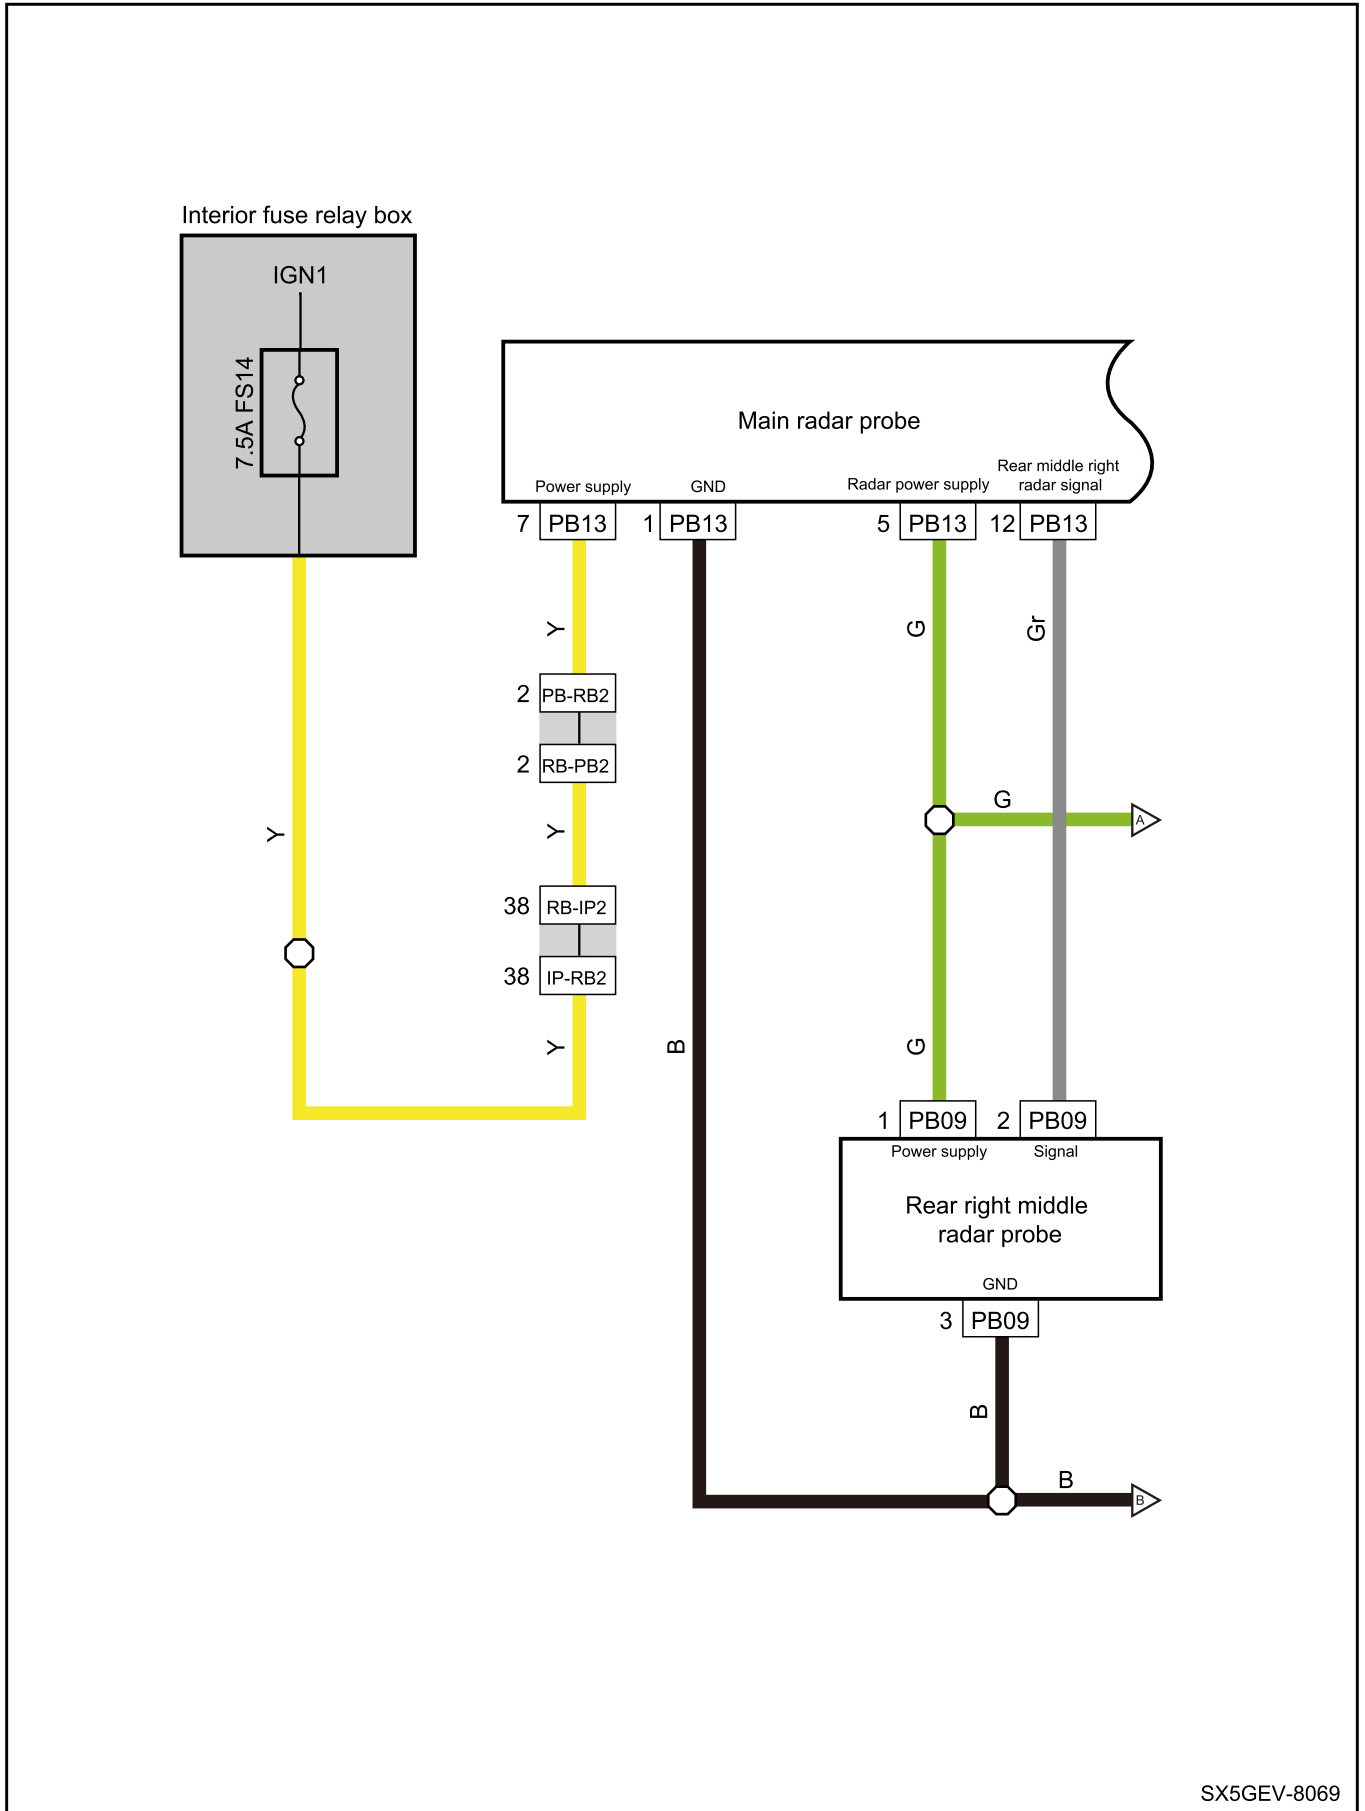 Interior fuse relay box
IGN1
7.5A FS14
Main radar probe
Power supply
GND
Radar power supply
Rear middle right
radar signal
7 PB13
1 PB13
5 PB13
12 PB13
Y
G
Gr
2 PB-RB2
2 RB-PB2
G
A
Y
Y
38 RB-IP2
38 IP-RB2
Y
B
G
1 PB09
2 PB09
Power supply
Signal
Rear right middle
radar probe
GND
3 PB09
B
B
B
SX5GEV-8069